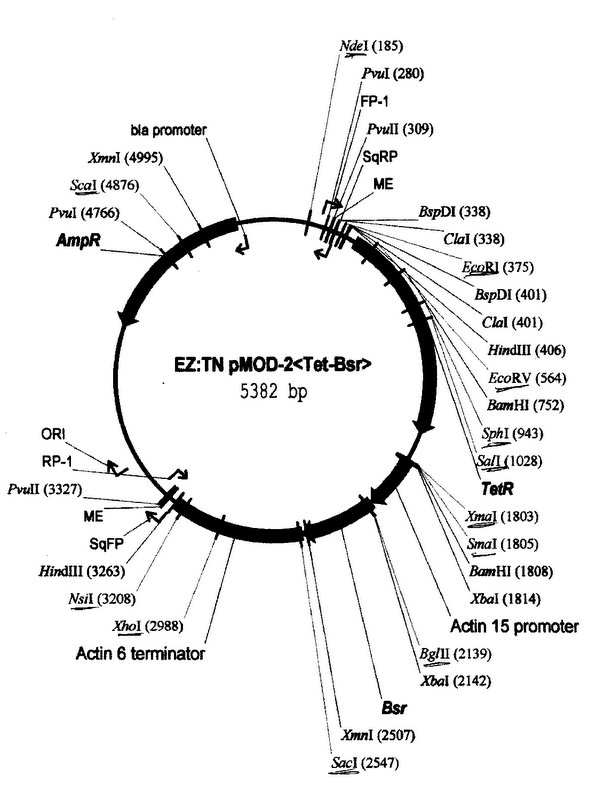 NdeI (185)
PvuI (280)
FP-1
bla promoter
PvuII (309)
XmnI (4995)
SqRP
ScaI (4876)
ME
PvuI (4766)
BspDI (338)
AmpR
ClaI (338)
EcoRI (375)
BspDI (401)
ClaI (401)
HindIII (406)
EZ:TN pMOD-2<Tet-Bsr>
5382 bp
EcoRV (564)
BamHI (752)
SphI (943)
ORI
RP-1
SalI (1028)
PvuII (3327)
TetR
ME
XmaI (1803)
SqFP
SmaI (1805)
HindIII (3263)
BamHI (1808)
NsiI (3208)
XbaI (1814)
XhoI (2988)
Actin 15 promoter
Actin 6 terminator
BglII (2139)
XbaI (2142)
Bsr
XmnI (2507)
SacI (2547)